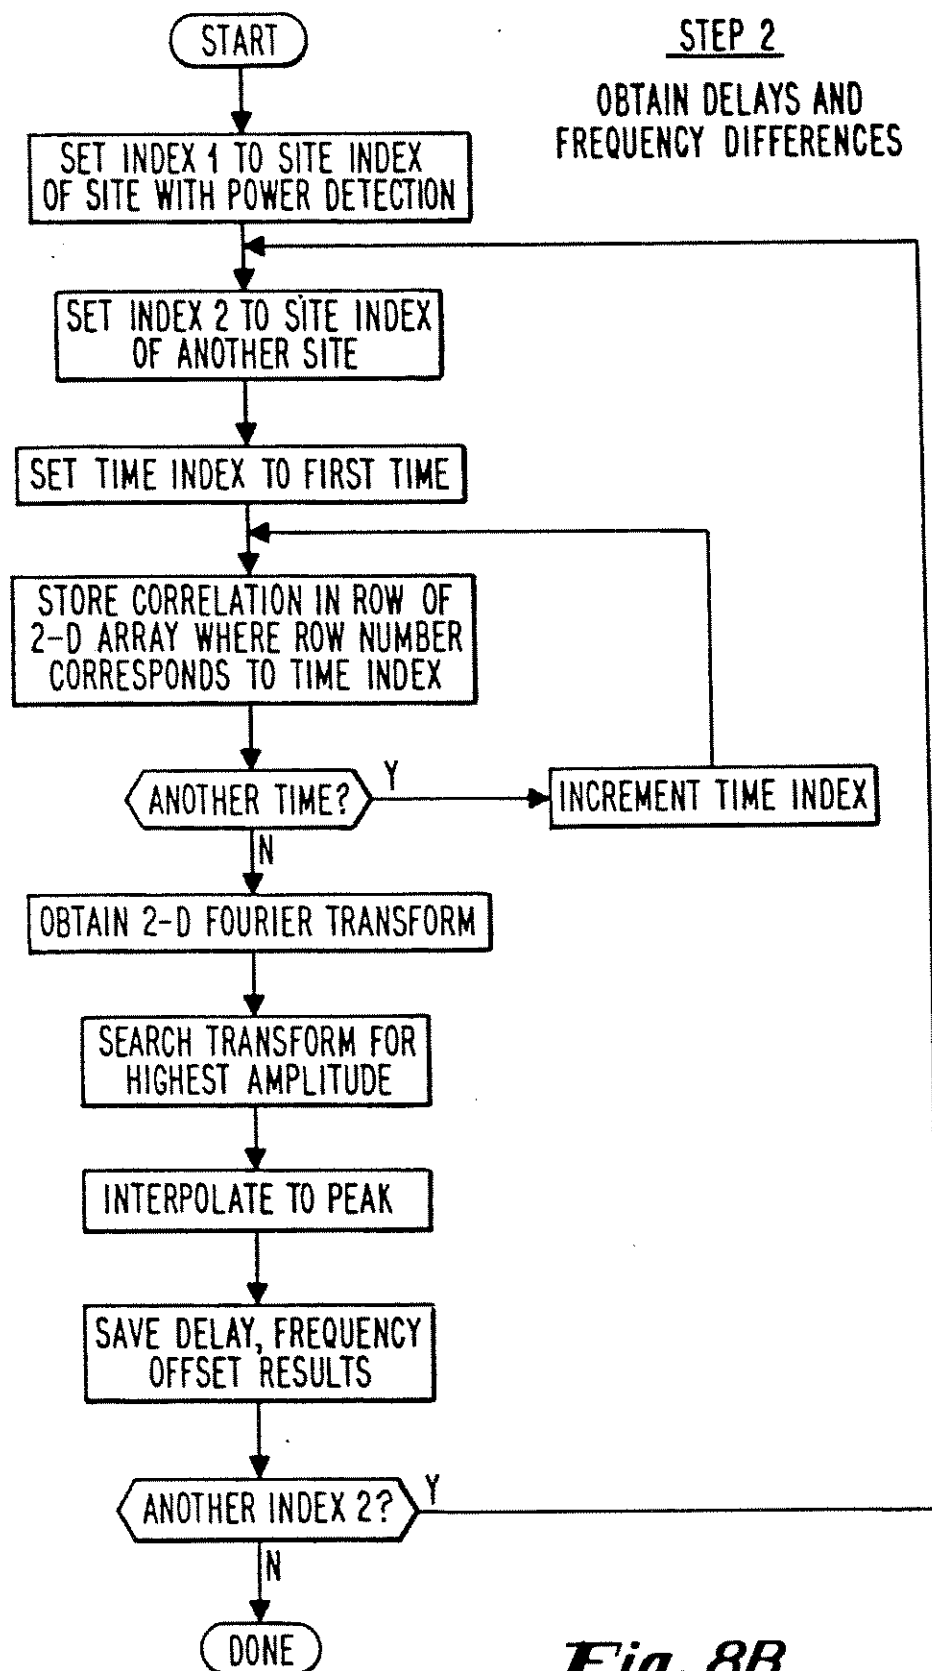 START
STEP 2
OBTAIN DELAYS AND
FREQUENCY DIFFERENCES
SET INDEX 1 TO SITE INDEX
OF SITE WITH POWER DETECTION
SET INDEX 2 TO SITE INDEX
OF ANOTHER SITE
SET TIME INDEX TO FIRST TIME
STORE CORRELATION IN ROW OF
2-D ARRAY WHERE ROW NUMBER
CORRESPONDS TO TIME INDEX
ANOTHER TIME?
Y
INCREMENT TIME INDEX
N
OBTAIN 2-D FOURIER TRANSFORM
SEARCH TRANSFORM FOR
HIGHEST AMPLITUDE
INTERPOLATE TO PEAK
SAVE DELAY, FREQUENCY
OFFSET RESULTS
ANOTHER INDEX 2?
Y
N
DONE
Fig. 8B